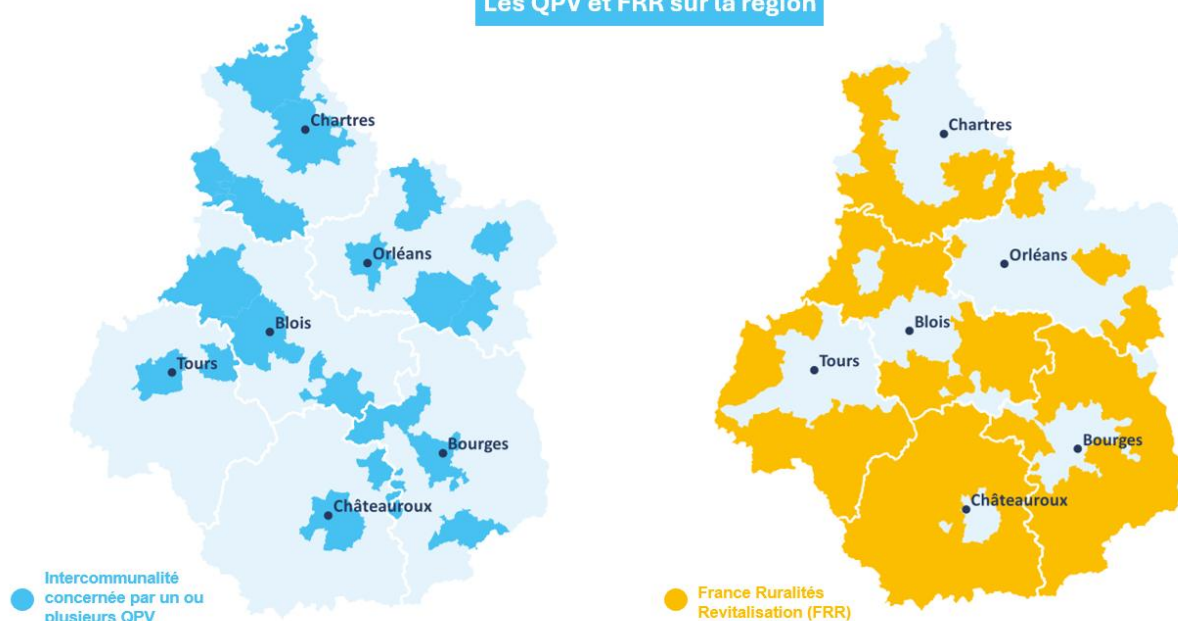 Les QPV et FRR sur la région
Chartres
Orléans
Blois
Tours
Bourges
Châteauroux
Intercommunalité
concernée par un ou
plusieurs QPV
Chartres
Orléans
Blois
Tours
Bourges
Châteauroux
France Ruralités
Revitalisation (FRR)